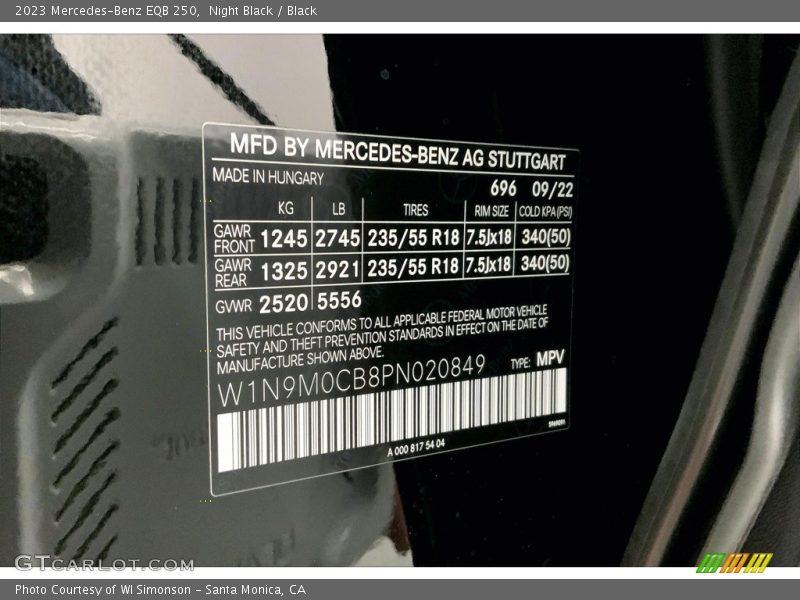 2023 Mercedes-Benz EQB 250, Night Black / Black
MFD BY MERCEDES-BENZ AG STUTTGART
MADE IN HUNGARY
696 09/22
KG LB TIRES RIM SIZE COLD KPA(PSI)
GAWR FRONT 1245 2745 235/55 R18 7.5Jx18 340(50)
GAWR REAR 1325 2921 235/55 R18 7.5Jx18 340(50)
GVWR 2520 5556
THIS VEHICLE CONFORMS TO ALL APPLICABLE FEDERAL MOTOR VEHICLE
SAFETY AND THEFT PREVENTION STANDARDS IN EFFECT ON THE DATE OF
MANUFACTURE SHOWN ABOVE.
W1N9M0CB8PN020849 TYPE: MPV
A 000 817 54 04
GTCARLOT.COM
Photo Courtesy of WI Simonson - Santa Monica, CA